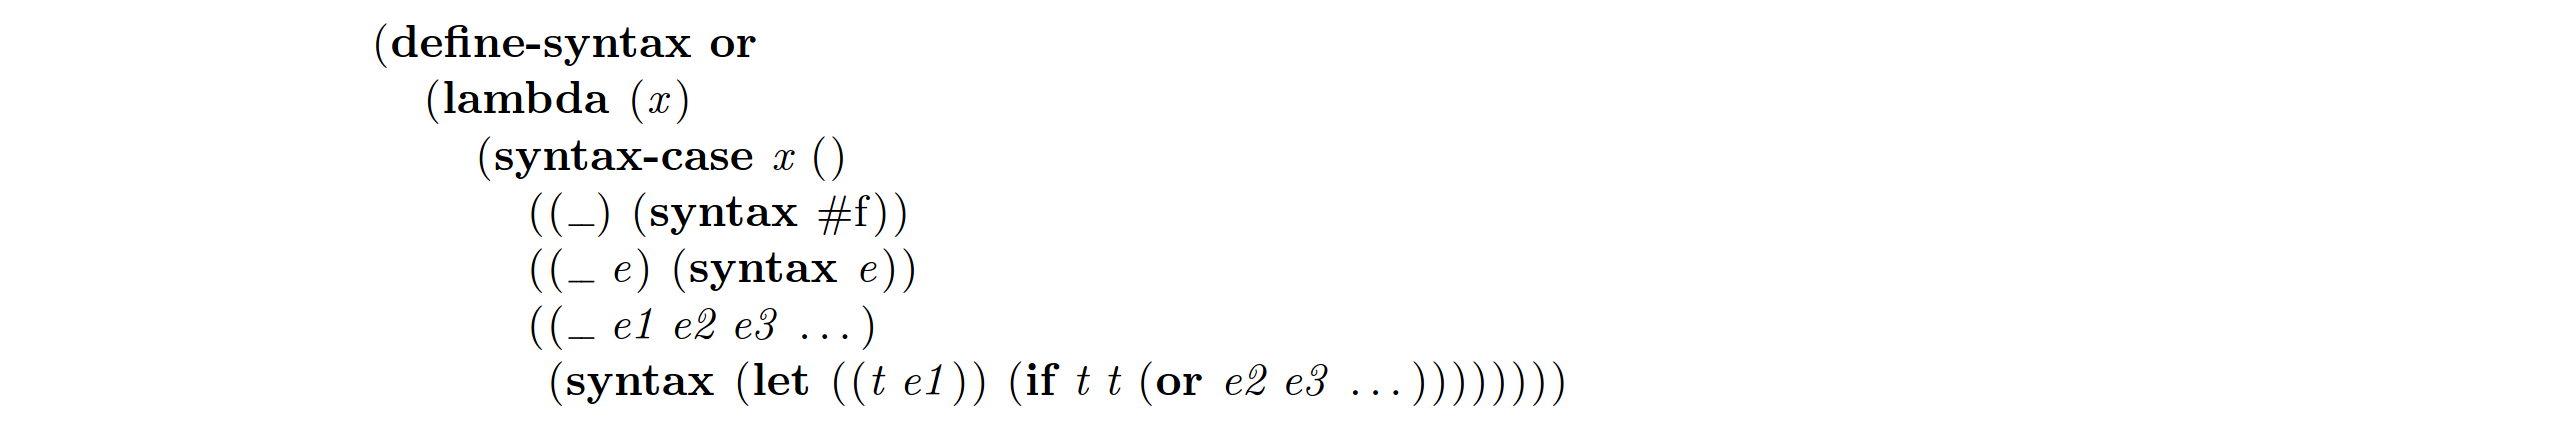 (define-syntax or
(lambda (x)
(syntax-case x ()
((_) (syntax #f))
((_ e) (syntax e))
((_ e1 e2 e3 ...)
(syntax (let ((t e1)) (if t t (or e2 e3 ...))))))))